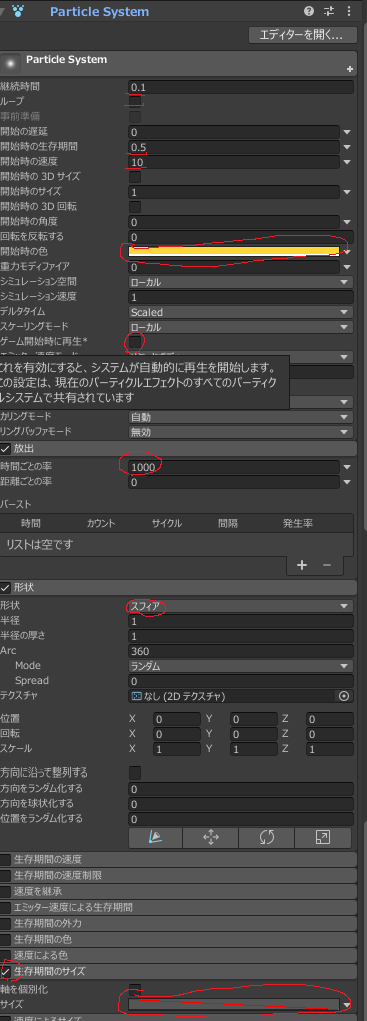 Particle System
エディターを開く...
Particle System
継続時間 0.1
ループ
事前準備
開始の遅延 0
開始時の生存期間 0.5
開始時の速度 10
開始時の 3D サイズ
開始時のサイズ 1
開始時の 3D 回転
開始時の角度 0
回転を反転する 0
開始時の色
重力モディファイア 0
シミュレーション空間 ローカル
シミュレーション速度 1
デルタタイム Scaled
スケーリングモード ローカル
ゲーム開始時に再生*
れを有効にすると、システムが自動的に再生を開始します。
の設定は、現在のパーティクルエフェクトのすべてのパーティク
ルシステムで共有されています
カリングモード 自動
リングバッファモード 無効
放出
時間ごとの率 1000
距離ごとの率 0
バースト
時間 カウント サイクル 間隔 発生率
リストは空です
形状
形状 スフィア
半径 1
半径の厚さ 1
Arc 360
Mode ランダム
Spread 0
テクスチャ なし (2D テクスチャ)
位置 X 0 Y 0 Z 0
回転 X 0 Y 0 Z 0
スケール X 1 Y 1 Z 1
方向に沿って整列する
方向をランダム化する 0
方向を球状化する 0
位置をランダム化する 0
生存期間の速度
生存期間の速度制限
速度を継承
エミッター速度による生存期間
生存期間の外力
生存期間の色
速度による色
生存期間のサイズ
軸を個別化
サイズ
速度によるサイズ